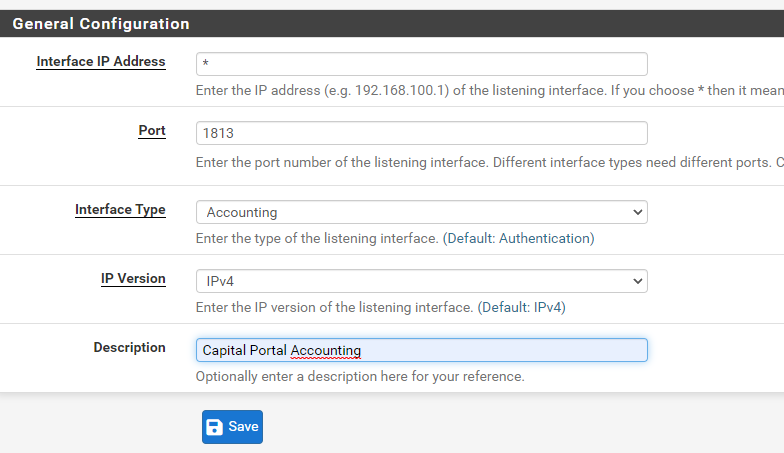 General Configuration
Interface IP Address
*
Enter the IP address (e.g. 192.168.100.1) of the listening interface. If you choose * then it mean
Port
1813
Enter the port number of the listening interface. Different interface types need different ports. C
Interface Type
Accounting
Enter the type of the listening interface. (Default: Authentication)
IP Version
IPv4
Enter the IP version of the listening interface. (Default: IPv4)
Description
Capital Portal Accounting
Optionally enter a description here for your reference.
Save